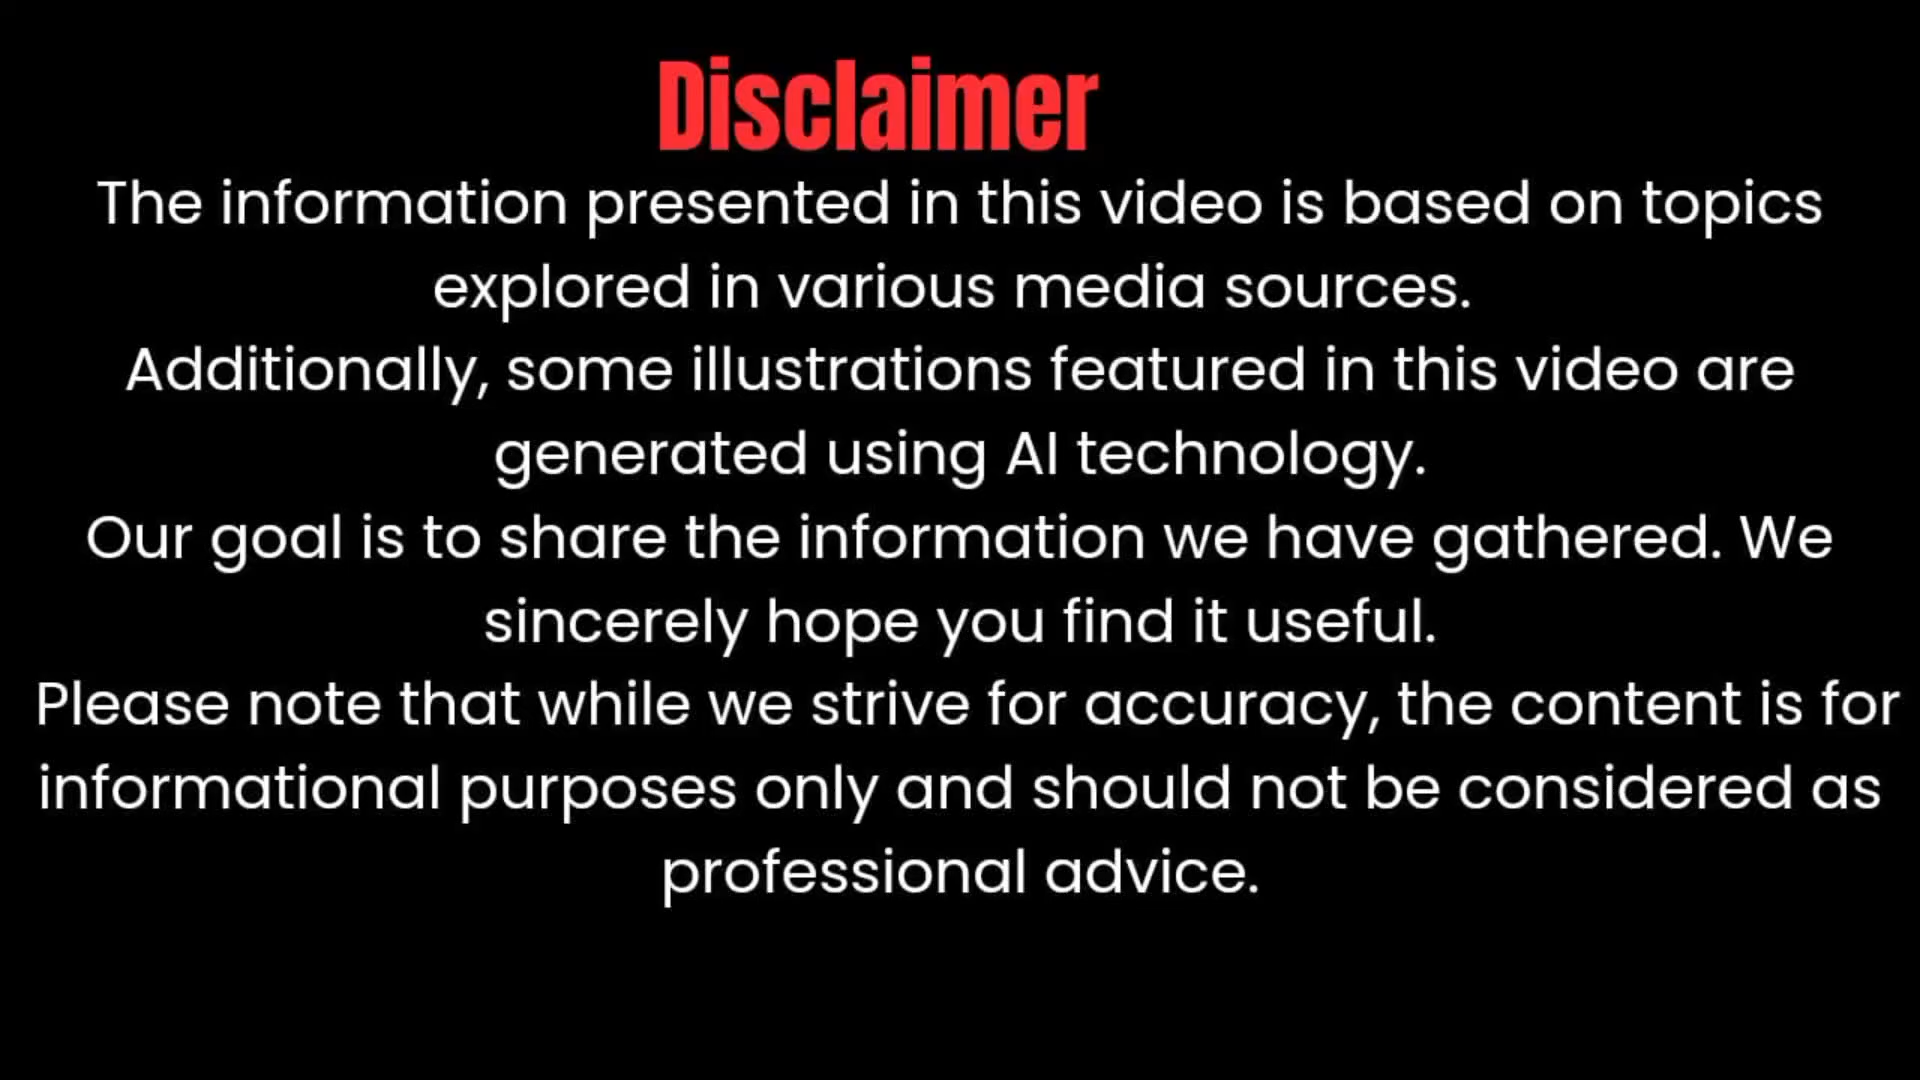 Disclaimer
The information presented in this video is based on topics
explored in various media sources.
Additionally, some illustrations featured in this video are
generated using AI technology.
Our goal is to share the information we have gathered. We
sincerely hope you find it useful.
Please note that while we strive for accuracy, the content is for
informational purposes only and should not be considered as
professional advice.